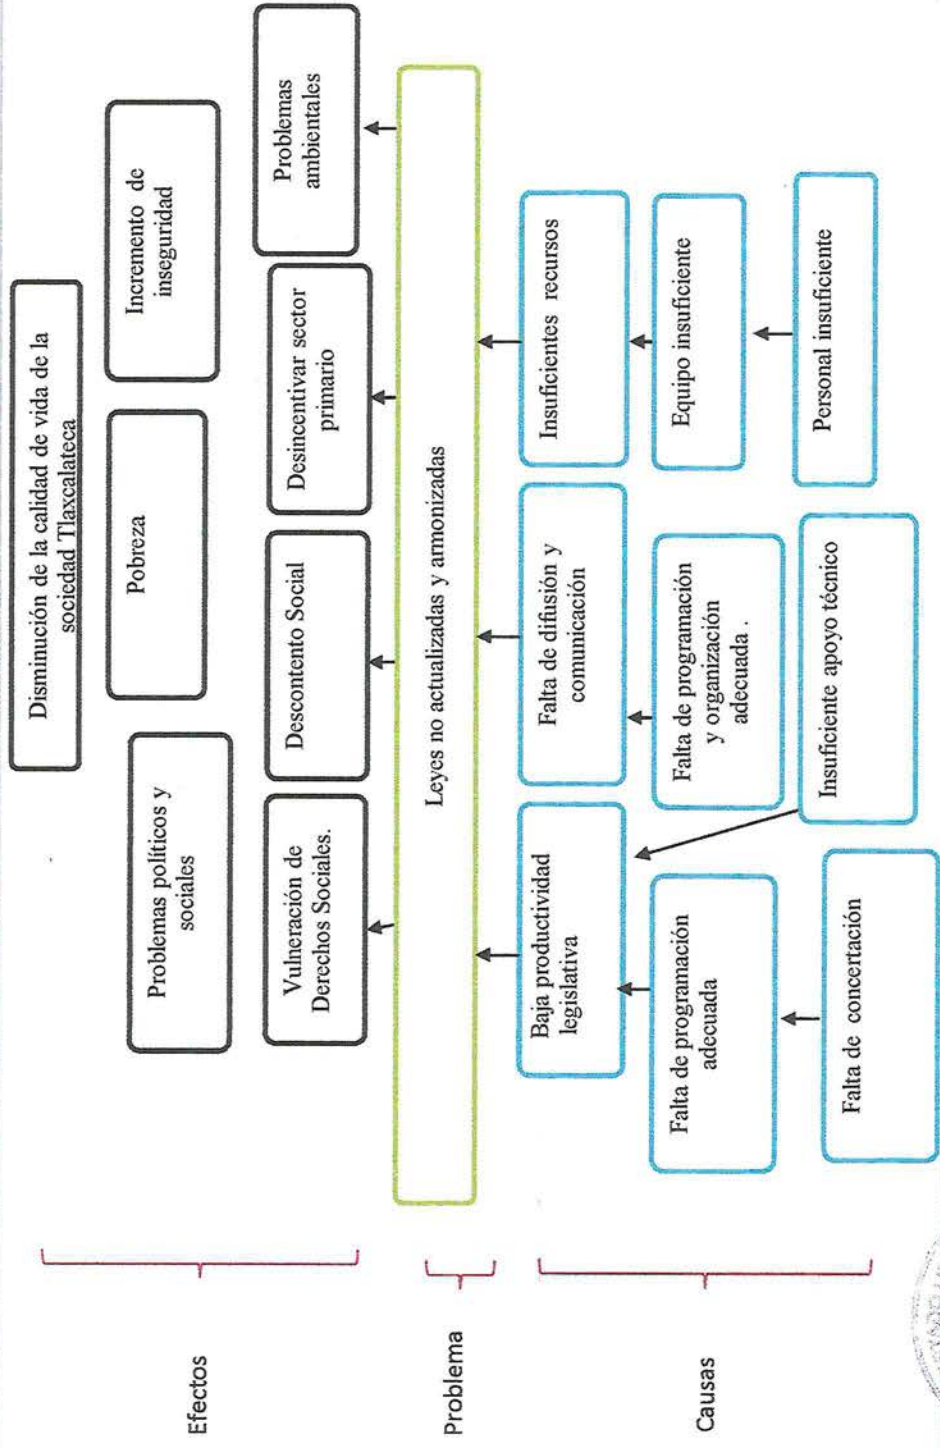 Disminución de la calidad de vida de la
sociedad Tlaxcalateca
Problemas políticos y
sociales
Pobreza
Incremento de
inseguridad
Efectos
Vulneración de
Derechos Sociales.
Descontento Social
Desincentivar sector
primario
Problemas
ambientales
Problema
Leyes no actualizadas y armonizadas
Causas
Baja productividad
legislativa
Falta de difusión y
comunicación
Insuficientes recursos
Falta de programación
adecuada
Falta de programación
y organización
adecuada .
Equipo insuficiente
Falta de concertación
Insuficiente apoyo técnico
Personal insuficiente